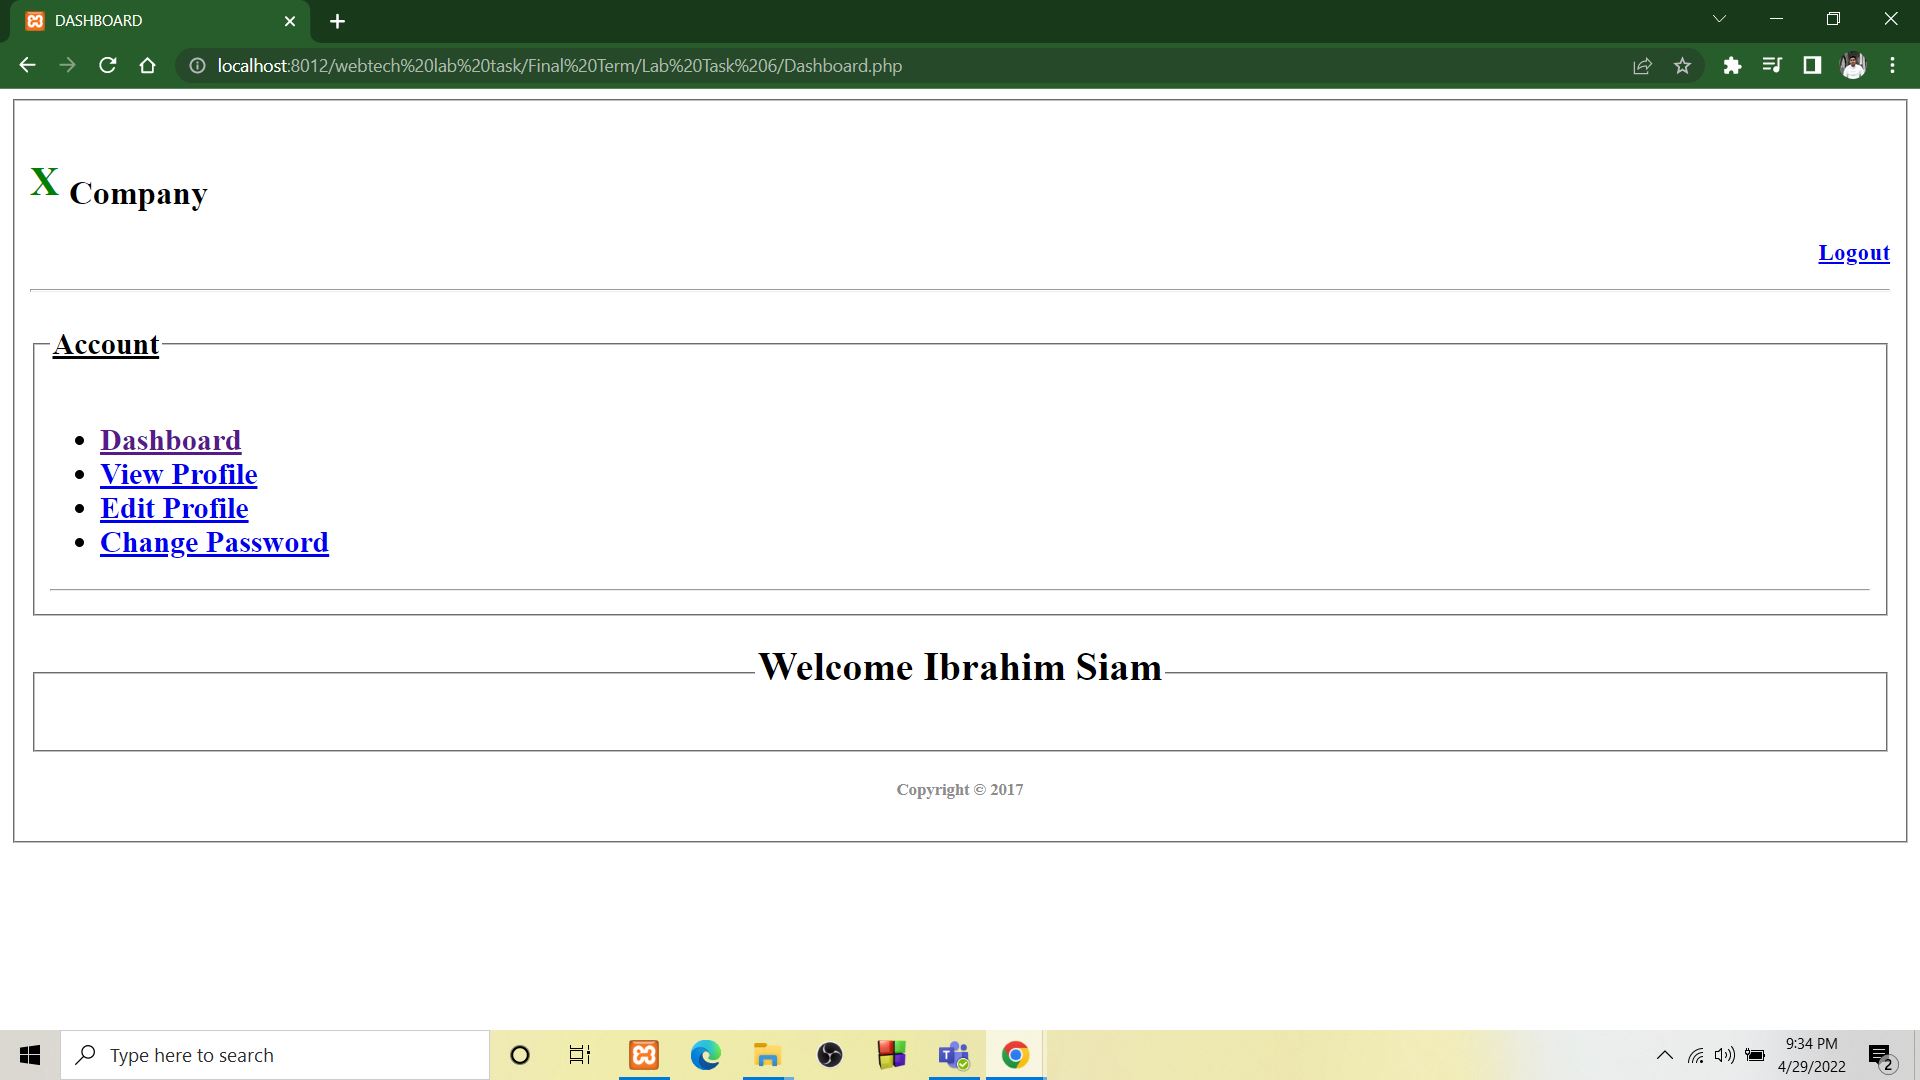 DASHBOARD
localhost:8012/webtech%20lab%20task/Final%20Term/Lab%20Task%206/Dashboard.php
X Company
Logout
Account
Dashboard
View Profile
Edit Profile
Change Password
Welcome Ibrahim Siam
Copyright © 2017
Type here to search
9:34 PM
4/29/2022
2